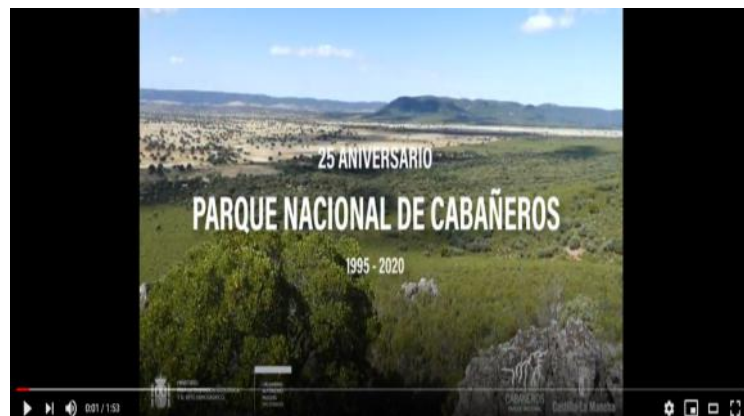 25 ANIVERSARIO
PARQUE NACIONAL DE CABAÑEROS
1995 - 2020
CABAÑEROS
Castilla-La Mancha
0:01 / 1:53